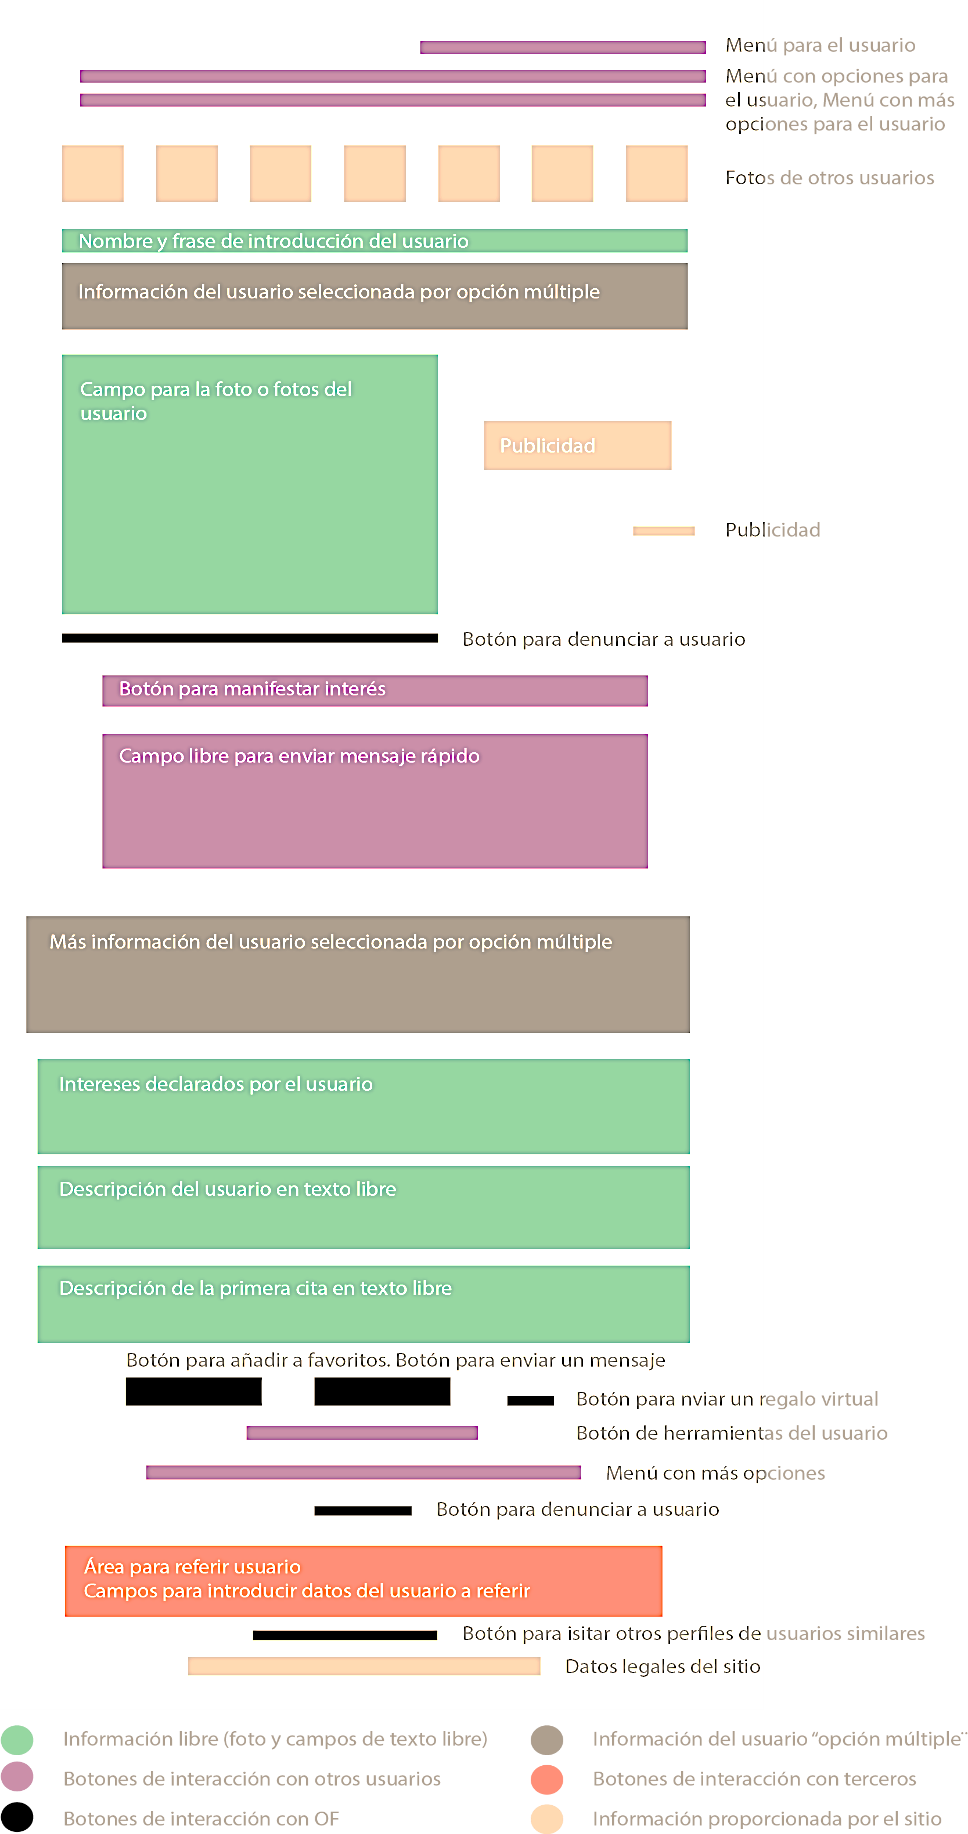 Menú para el usuario
Menú con opciones para
el usuario, Menú con más
opciones para el usuario
Fotos de otros usuarios
Nombre y frase de introducción del usuario
Información del usuario seleccionada por opción múltiple
Campo para la foto o fotos del
usuario
Publicidad
Publicidad
Botón para denunciar a usuario
Botón para manifestar interés
Campo libre para enviar mensaje rápido
Más información del usuario seleccionada por opción múltiple
Intereses declarados por el usuario
Descripción del usuario en texto libre
Descripción de la primera cita en texto libre
Botón para añadir a favoritos. Botón para enviar un mensaje
Botón para nviar un regalo virtual
Botón de herramientas del usuario
Menú con más opciones
Botón para denunciar a usuario
Área para referir usuario
Campos para introducir datos del usuario a referir
Botón para isitar otros perfiles de usuarios similares
Datos legales del sitio
Información libre (foto y campos de texto libre)
Botones de interacción con otros usuarios
Botones de interacción con OF
Información del usuario “opción múltiple¨
Botones de interacción con terceros
Información proporcionada por el sitio